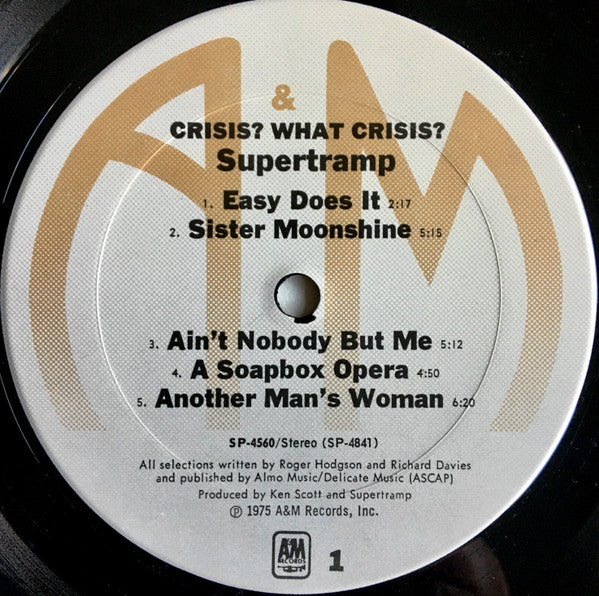 A&M
CRISIS? WHAT CRISIS?
Supertramp
1. Easy Does It 2:17
2. Sister Moonshine 5:15
3. Ain't Nobody But Me 5:12
4. A Soapbox Opera 4:50
5. Another Man's Woman 6:20
SP-4560/Stereo (SP-4841)
All selections written by Roger Hodgson and Richard Davies
and published by Almo Music/Delicate Music (ASCAP)
Produced by Ken Scott and Supertramp
℗ 1975 A&M Records, Inc.
A&M
RECORDS
1